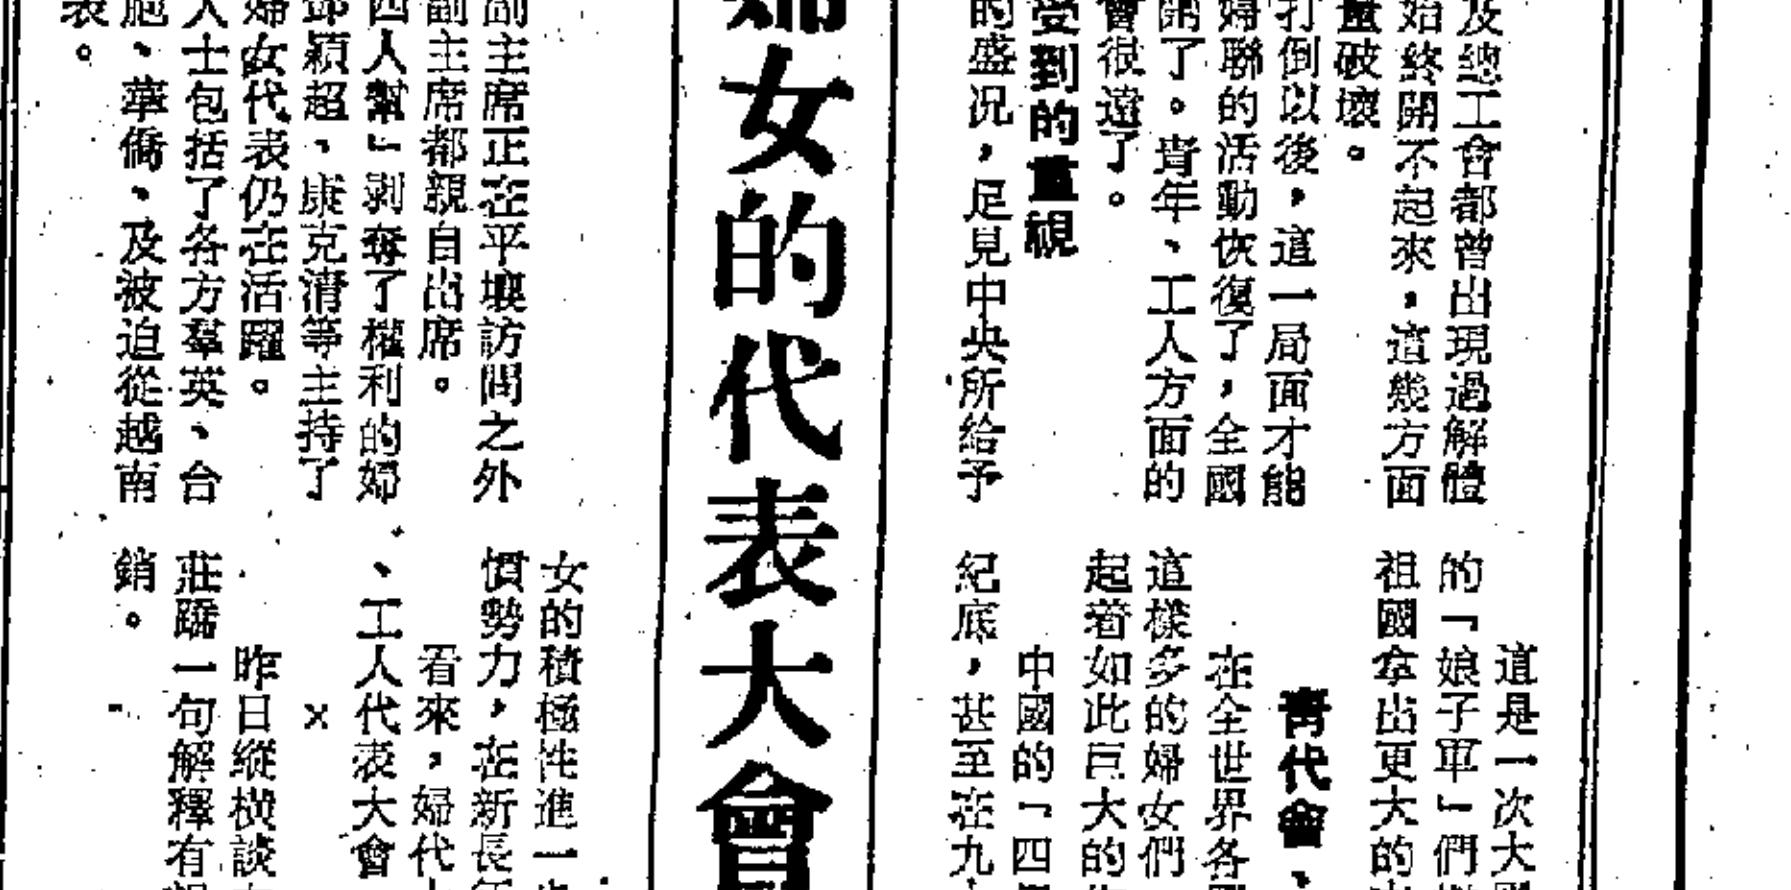 及總工會都曾出現過解體
始終開不起來，這幾方面
量破壞。
打倒以後，這一局面才能
婦聯的活動恢復了，全國
開了。青年、工人方面的
會很遠了。
受到的重視
的盛况，足見中央所給予
這是一次大
的「娘子軍」們
祖國拿出更大的
青代會、
在全世界各
這樣多的婦女們
起着如此巨大的
中國的「四
紀底，甚至在九
婦女的代表大會
副主席正在平壤訪問之外
副主席都親自出席。
四人幫」剥奪了權利的婦
鄧穎超、康克清等主持了
婦女代表仍在活躍。
人士包括了各方羣英、台
胞、華僑、及被迫從越南
表。
女的積極性進一
慣勢力，在新長
看來，婦代
、工人代表大會
×
昨日縱橫談
莊蹻一句解釋有
銷。